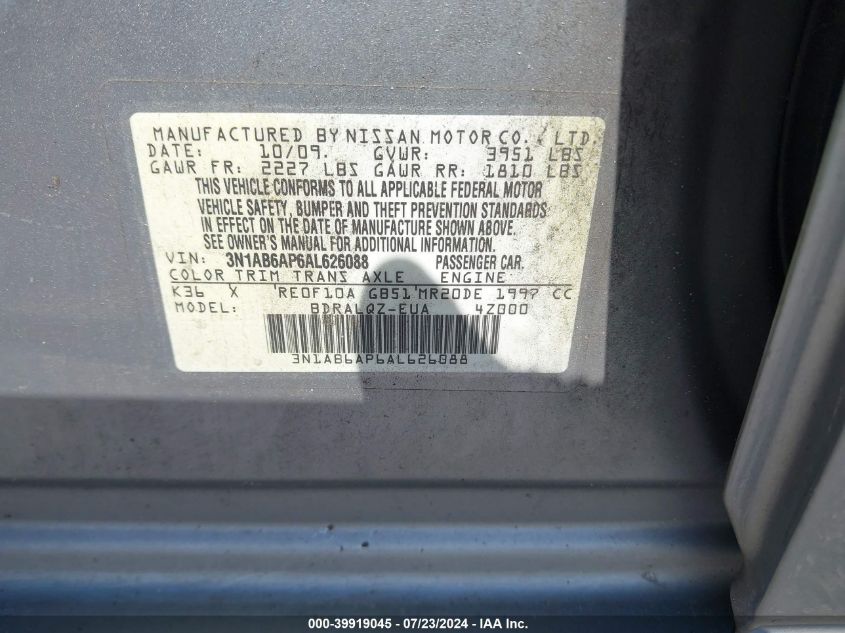 MANUFACTURED BY NISSAN MOTOR CO., LTD.
DATE: 10/09. GVWR: 3951 LBS
GAWR FR: 2227 LBS GAWR RR: 1810 LBS
THIS VEHICLE CONFORMS TO ALL APPLICABLE FEDERAL MOTOR
VEHICLE SAFETY, BUMPER AND THEFT PREVENTION STANDARDS
IN EFFECT ON THE DATE OF MANUFACTURE SHOWN ABOVE.
SEE OWNER'S MANUAL FOR ADDITIONAL INFORMATION.
VIN: 3N1AB6AP6AL626088 PASSENGER CAR.
COLOR TRIM TRANS AXLE ENGINE
K36 X RE0F10A GB51 MR20DE 1997 CC
MODEL: BDRALQZ-EUA 4Z000
3N1AB6AP6AL626088
000-39919045 / 07/23/2024 - IAA Inc.